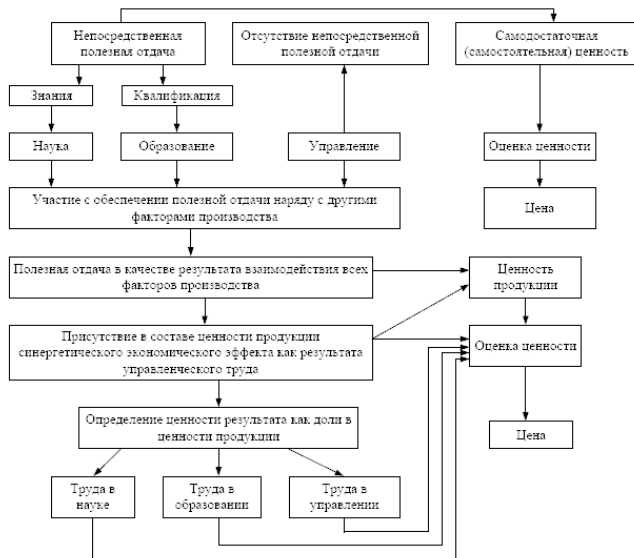 Непосредственная
полезная отдача
Отсутствие непосредственной
полезной отдачи
Самодостаточная
(самостоятельная) ценность
Знания
Квалификация
Наука
Образование
Управление
Оценка ценности
Участие с обеспечении полезной отдачи наряду с другими
факторами производства
Цена
Полезная отдача в качестве результата взаимодействия всех
факторов производства
Ценность
продукции
Присутствие в составе ценности продукции
синергетического экономического эффекта как результата
управленческого труда
Оценка ценности
Определение ценности результата как доли в
ценности продукции
Цена
Труда в
науке
Труда в
образовании
Труда в
управлении